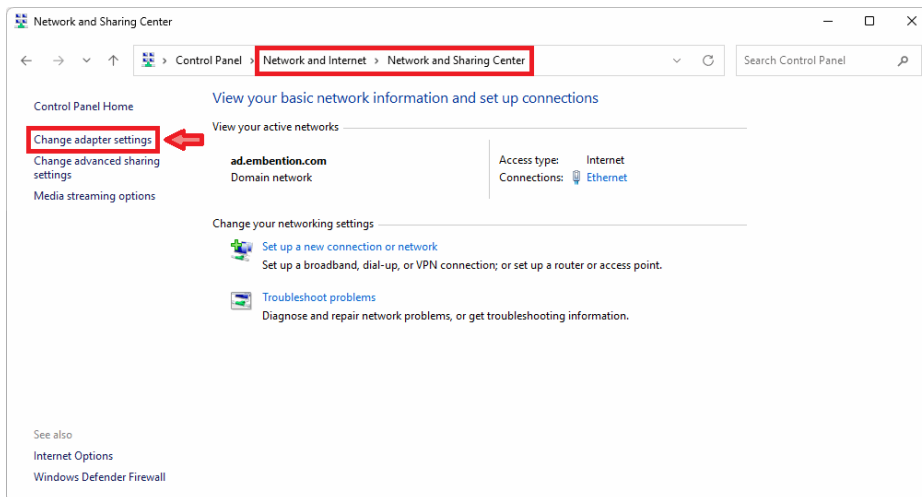 Network and Sharing Center
Control Panel > Network and Internet > Network and Sharing Center
Search Control Panel
Control Panel Home
Change adapter settings
Change advanced sharing
settings
Media streaming options
View your basic network information and set up connections
View your active networks
ad.embention.com
Domain network
Access type: Internet
Connections: Ethernet
Change your networking settings
Set up a new connection or network
Set up a broadband, dial-up, or VPN connection; or set up a router or access point.
Troubleshoot problems
Diagnose and repair network problems, or get troubleshooting information.
See also
Internet Options
Windows Defender Firewall